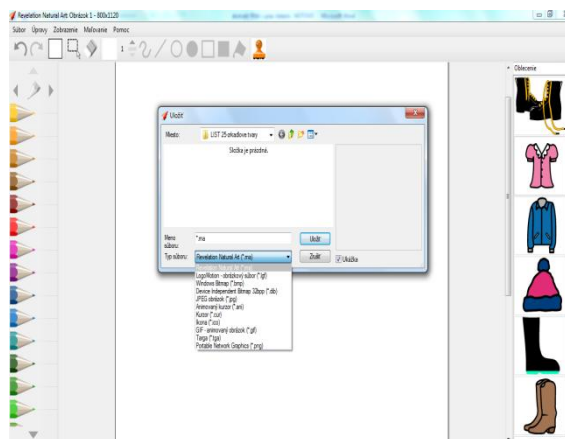 Revelation Natural Art Obrázok 1 - 800x1120
Súbor Úpravy Zobrazenie Maľovanie Pomoc
1
Oblecenie
Uložiť
Miesto:
LIST 25 okadlove tvary
Složka je prázdná.
Meno súboru:
*.rna
Uložiť
Typ súboru:
Revelation Natural Art (*.rna)
Zrušiť
Ukážka
LogoMotion - obrázkový súbor (*.lgf)
Windows Bitmap (*.bmp)
Device Independent Bitmap 32bpp (*.dib)
JPEG obrázok (*.jpg)
Animovaný kurzor (*.ani)
Kurzor (*.cur)
Ikona (*.ico)
GIF - animovaný obrázok (*.gif)
Targa (*.tga)
Portable Network Graphics (*.png)